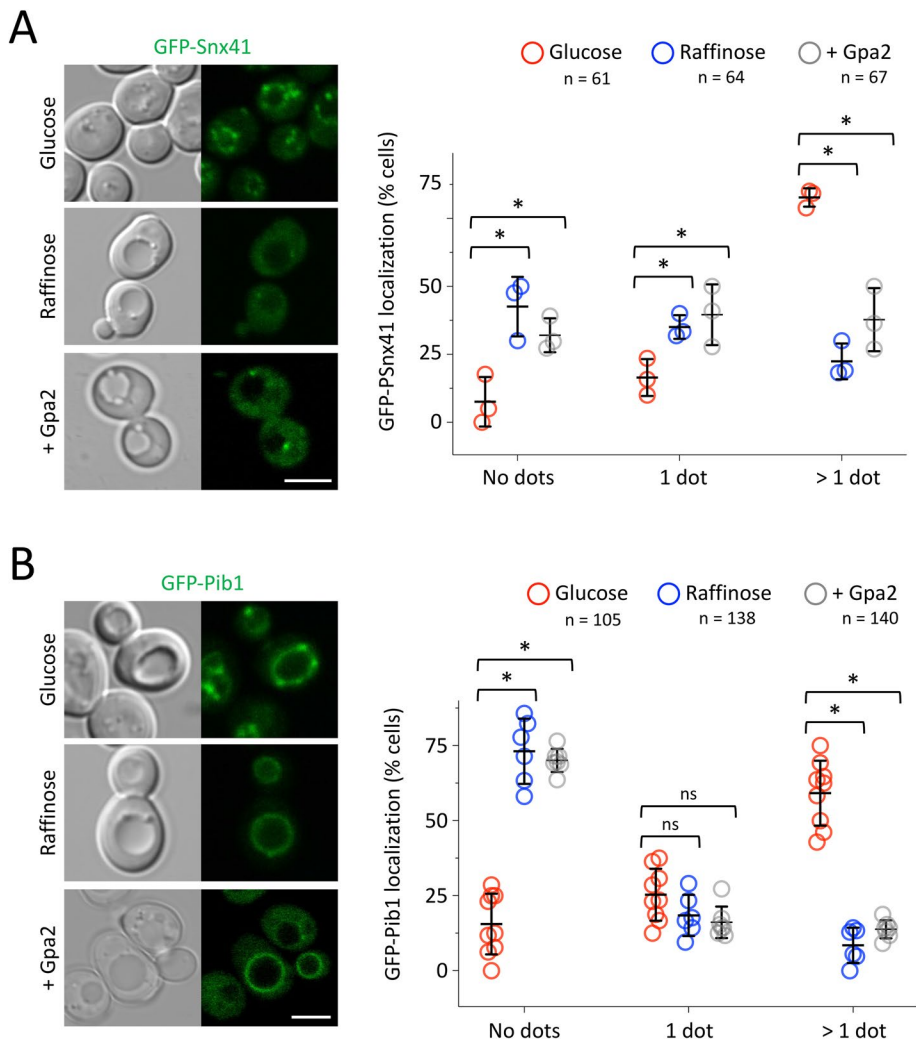 A
GFP-Snx41
Glucose
Raffinose
+ Gpa2
Glucose
n = 61
Raffinose
n = 64
+ Gpa2
n = 67
GFP-PSnx41 localization (% cells)
75
50
25
0
*
*
*
*
*
*
No dots
1 dot
> 1 dot
B
GFP-Pib1
Glucose
Raffinose
+ Gpa2
Glucose
n = 105
Raffinose
n = 138
+ Gpa2
n = 140
GFP-Pib1 localization (% cells)
75
50
25
0
*
*
ns
ns
*
*
No dots
1 dot
> 1 dot